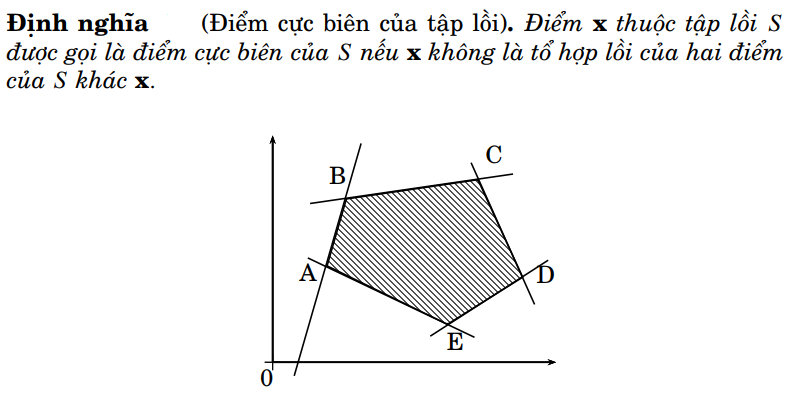 Định nghĩa (Điểm cực biên của tập lồi). Điểm x thuộc tập lồi S
được gọi là điểm cực biên của S nếu x không là tổ hợp lồi của hai điểm
của S khác x.
C
B
A
D
E
0